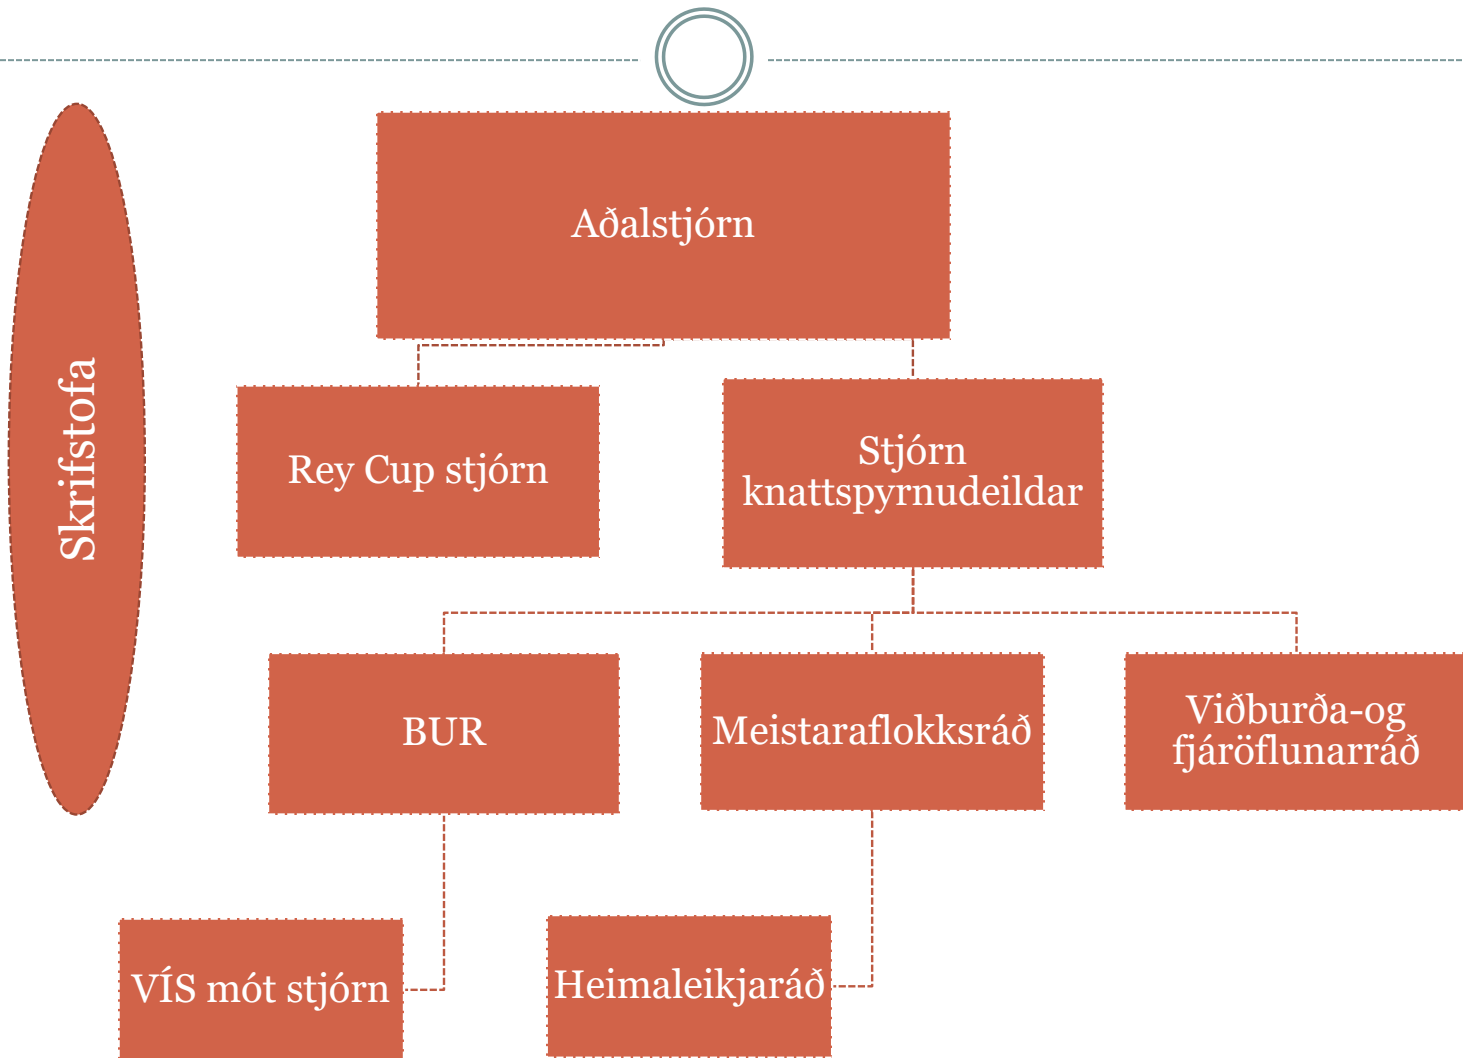 Skrifstofa
Aðalstjórn
Rey Cup stjórn
Stjórn
knattspyrnudeildar
BUR
Meistaraflokksráð
Viðburða-og
fjáröflunarráð
VÍS mót stjórn
Heimaleikjaráð